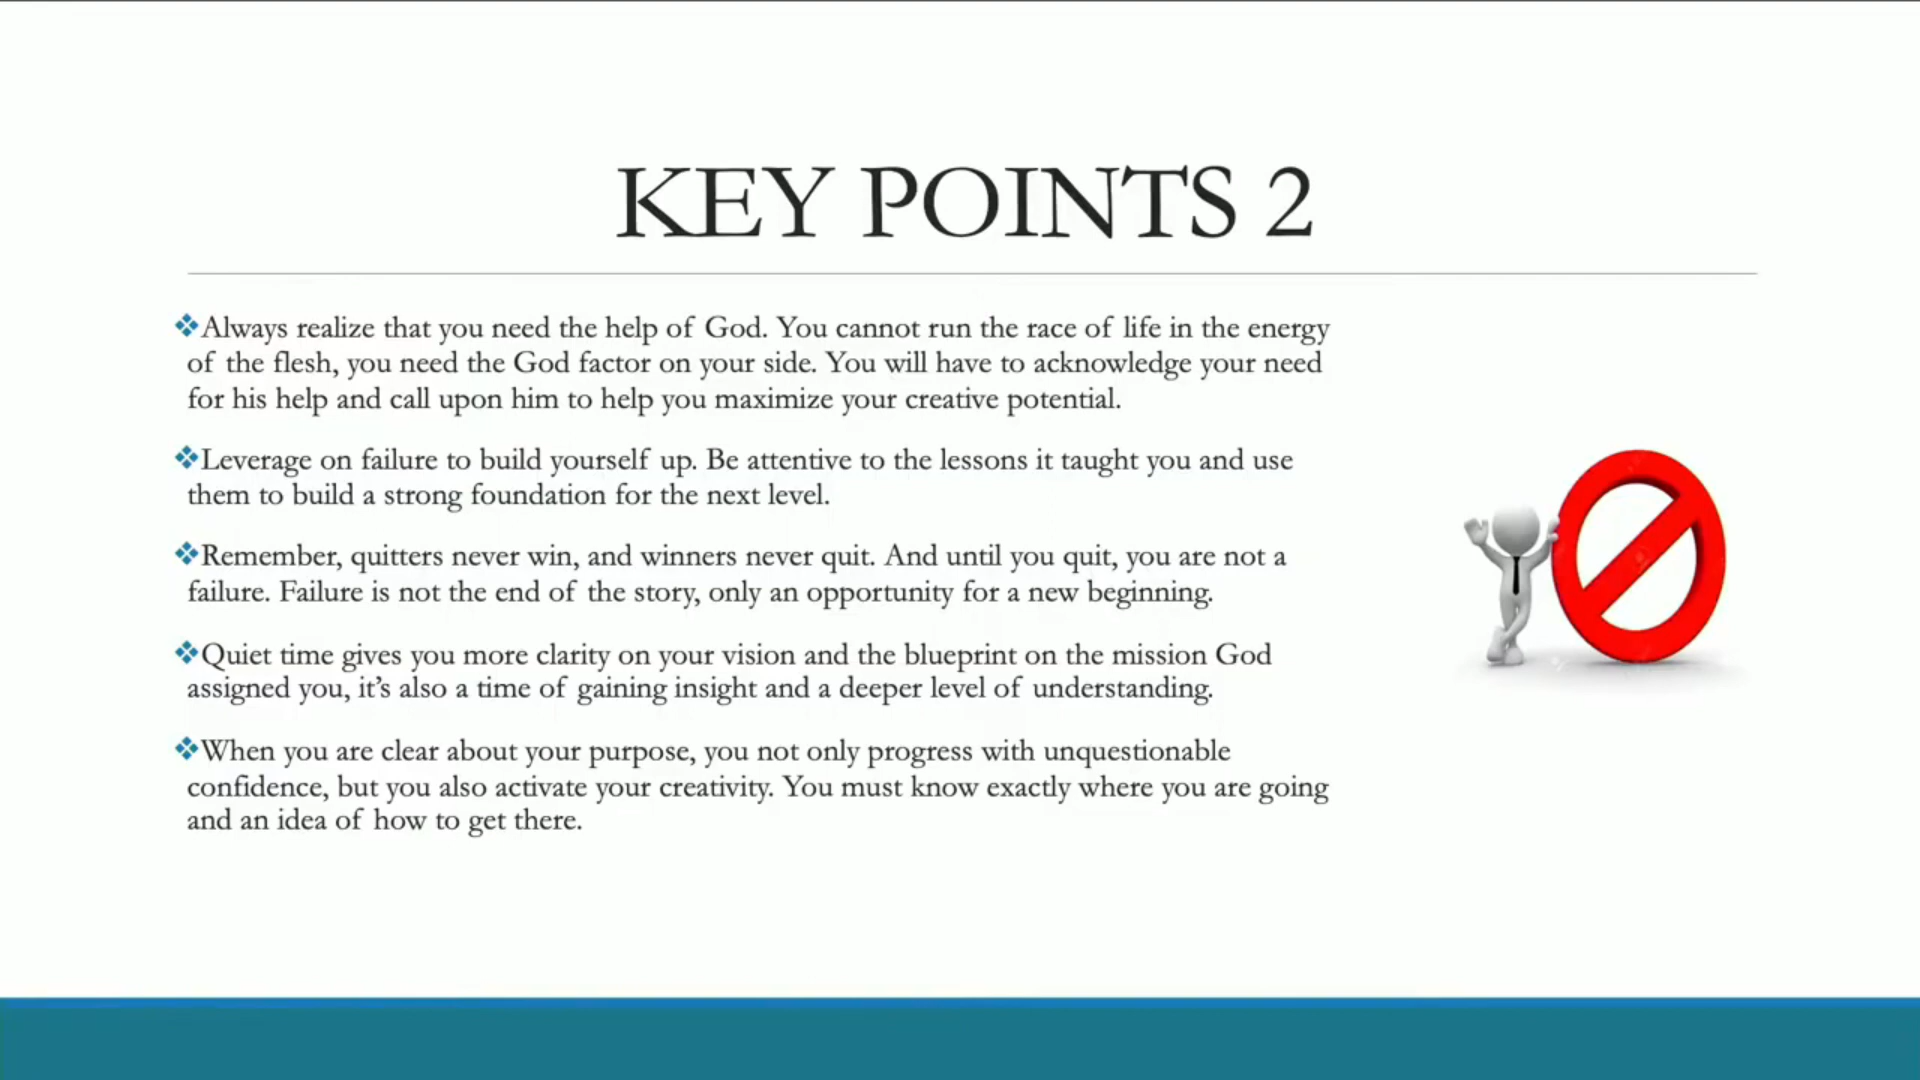 KEY POINTS 2
❖Always realize that you need the help of God. You cannot run the race of life in the energy
of the flesh, you need the God factor on your side. You will have to acknowledge your need
for his help and call upon him to help you maximize your creative potential.
❖Leverage on failure to build yourself up. Be attentive to the lessons it taught you and use
them to build a strong foundation for the next level.
❖Remember, quitters never win, and winners never quit. And until you quit, you are not a
failure. Failure is not the end of the story, only an opportunity for a new beginning.
❖Quiet time gives you more clarity on your vision and the blueprint on the mission God
assigned you, it’s also a time of gaining insight and a deeper level of understanding.
❖When you are clear about your purpose, you not only progress with unquestionable
confidence, but you also activate your creativity. You must know exactly where you are going
and an idea of how to get there.